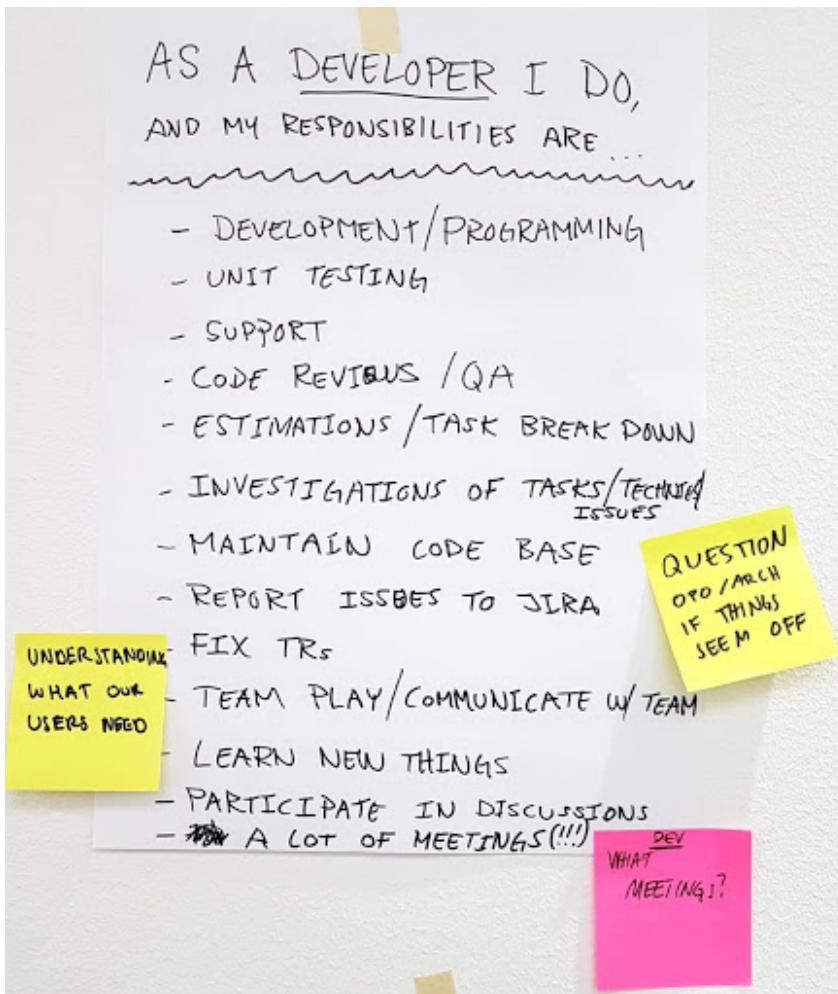 AS A DEVELOPER I DO,
AND MY RESPONSIBILITIES ARE...
- DEVELOPMENT/PROGRAMMING
- UNIT TESTING
- SUPPORT
- CODE REVIEWS / QA
- ESTIMATIONS / TASK BREAK DOWN
- INVESTIGATIONS OF TASKS/TECHNICAL
ISSUES
- MAINTAIN CODE BASE
- REPORT ISSUES TO JIRA
- FIX TRs
- TEAM PLAY/COMMUNICATE W/ TEAM
- LEARN NEW THINGS
- PARTICIPATE IN DISCUSSIONS
- A LOT OF MEETINGS(!!!)
QUESTION
OPO/ARCH
IF THINGS
SEEM OFF
UNDERSTANDING
WHAT OUR
USERS NEED
DEV
WHAT
MEETINGS?